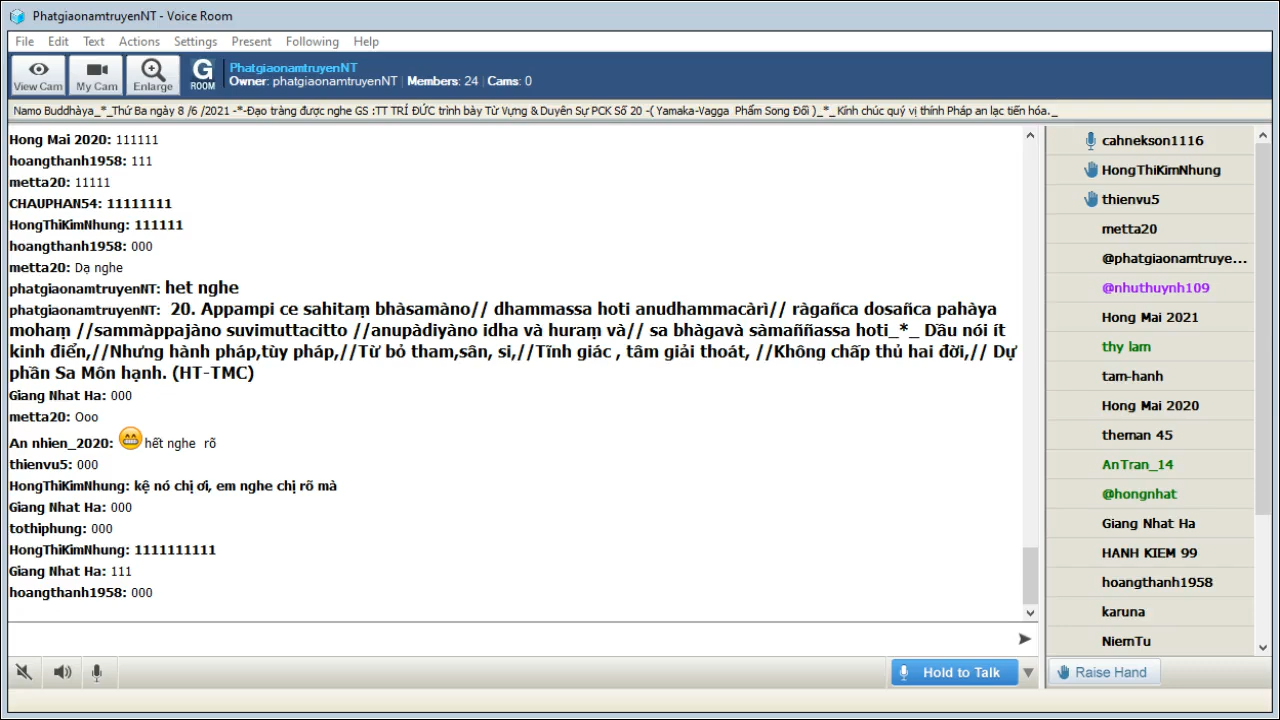 PhatgiaonamtruyenNT - Voice Room
File Edit Text Actions Settings Present Following Help
View Cam My Cam Enlarge G ROOM
PhatgiaonamtruyenNT
Owner: phatgiaonamtruyenNT | Members: 24 | Cams: 0
Namo Buddhàya_*_Thứ Ba ngày 8 /6 /2021 -*-Đạo tràng được nghe GS :TT TRÍ ĐỨC trình bày Từ Vựng & Duyên Sự PCK Số 20 -( Yamaka-Vagga Phẩm Song Đối )_*_ Kính chúc quý vị thính Pháp an lạc tiến hóa._
Hong Mai 2020: 111111
hoangthanh1958: 111
metta20: 11111
CHAUPHAN54: 11111111
HongThiKimNhung: 111111
hoangthanh1958: 000
metta20: Dạ nghe
phatgiaonamtruyenNT: het nghe
phatgiaonamtruyenNT: 20. Appampi ce sahitaṃ bhàsamàno// dhammassa hoti anudhammacàrì// ràgañca dosañca pahàya
mohaṃ //sammàppajàno suvimuttacitto //anupàdiyàno idha và huraṃ và// sa bhàgavà sàmaññassa hoti_*_ Dầu nói ít
kinh điển,//Nhưng hành pháp,tùy pháp,//Từ bỏ tham,sân, si,//Tĩnh giác , tâm giải thoát, //Không chấp thủ hai đời,// Dự
phần Sa Môn hạnh. (HT-TMC)
Giang Nhat Ha: 000
metta20: Ooo
An nhien_2020: hết nghe rõ
thienvu5: 000
HongThiKimNhung: kệ nó chị ơi, em nghe chị rõ mà
Giang Nhat Ha: 000
tothiphung: 000
HongThiKimNhung: 1111111111
Giang Nhat Ha: 111
hoangthanh1958: 000
Hold to Talk
cahnekson1116
HongThiKimNhung
thienvu5
metta20
@phatgiaonamtruye...
@nhuthuynh109
Hong Mai 2021
thy lam
tam-hanh
Hong Mai 2020
theman 45
AnTran_14
@hongnhat
Giang Nhat Ha
HANH KIEM 99
hoangthanh1958
karuna
NiemTu
Raise Hand